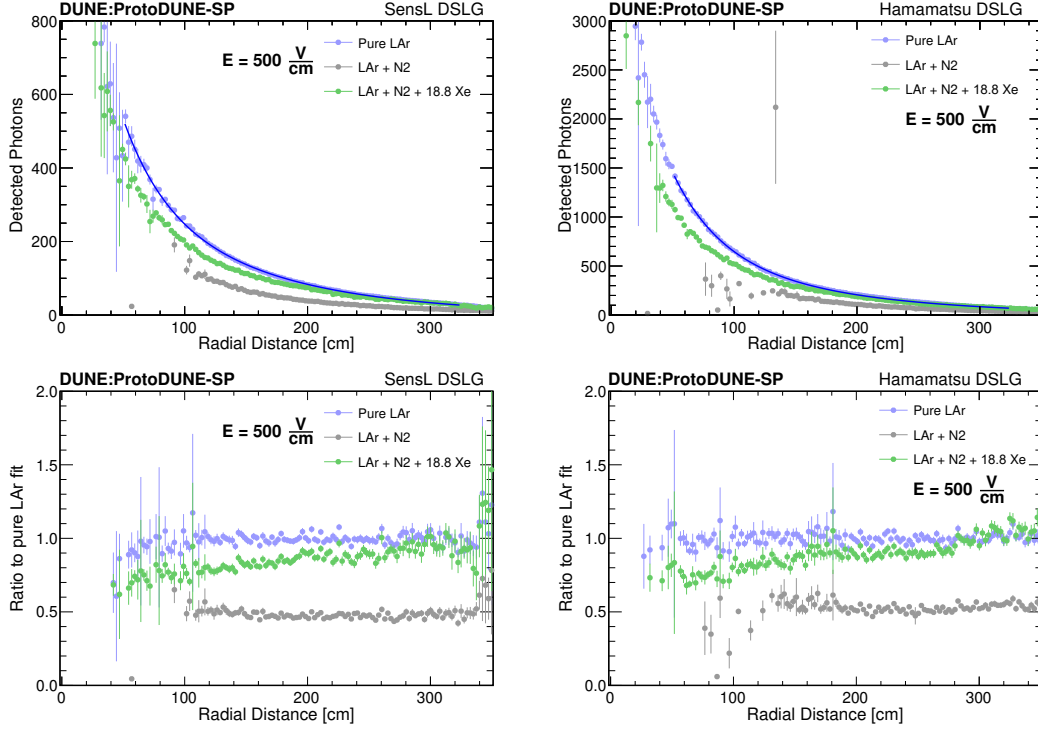 DUNE:ProtoDUNE-SP SensL DSLG
800
600
400
200
0
Detected Photons
E = 500 V/cm
Pure LAr
LAr + N2
LAr + N2 + 18.8 Xe
0 100 200 300
Radial Distance [cm]
DUNE:ProtoDUNE-SP Hamamatsu DSLG
3000
2500
2000
1500
1000
500
0
Detected Photons
Pure LAr
LAr + N2
LAr + N2 + 18.8 Xe
E = 500 V/cm
0 100 200 300
Radial Distance [cm]
DUNE:ProtoDUNE-SP SensL DSLG
2.0
1.5
1.0
0.5
0.0
Ratio to pure LAr fit
E = 500 V/cm
Pure LAr
LAr + N2
LAr + N2 + 18.8 Xe
0 100 200 300
Radial Distance [cm]
DUNE:ProtoDUNE-SP Hamamatsu DSLG
2.0
1.5
1.0
0.5
0.0
Ratio to pure LAr fit
Pure LAr
LAr + N2
LAr + N2 + 18.8 Xe
E = 500 V/cm
0 100 200 300
Radial Distance [cm]